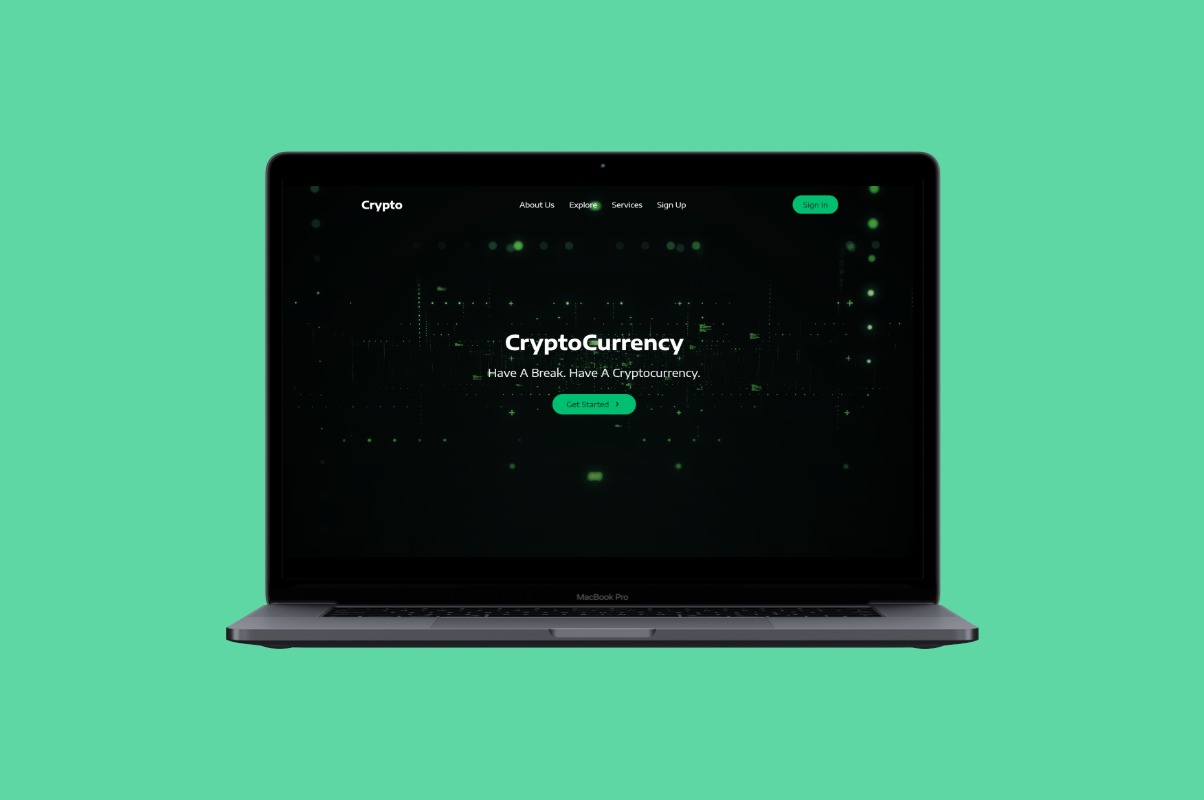 Crypto
About Us Explore Services Sign Up
Sign In
CryptoCurrency
Have A Break. Have A Cryptocurrency.
Get Started >
MacBook Pro